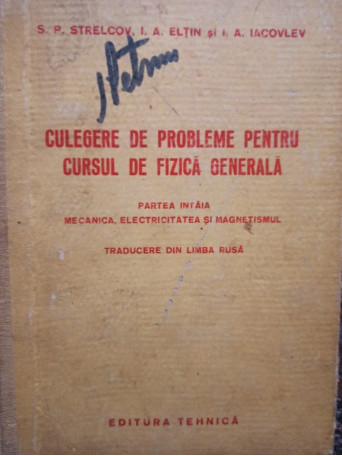 S. P. STRELCOV, I. A. ELȚIN și I. A. IACOVLEV
CULEGERE DE PROBLEME PENTRU
CURSUL DE FIZICĂ GENERALĂ
PARTEA INTÂIA
MECANICA, ELECTRICITATEA ȘI MAGNETISMUL
TRADUCERE DIN LIMBA RUSĂ
EDITURA TEHNICĂ